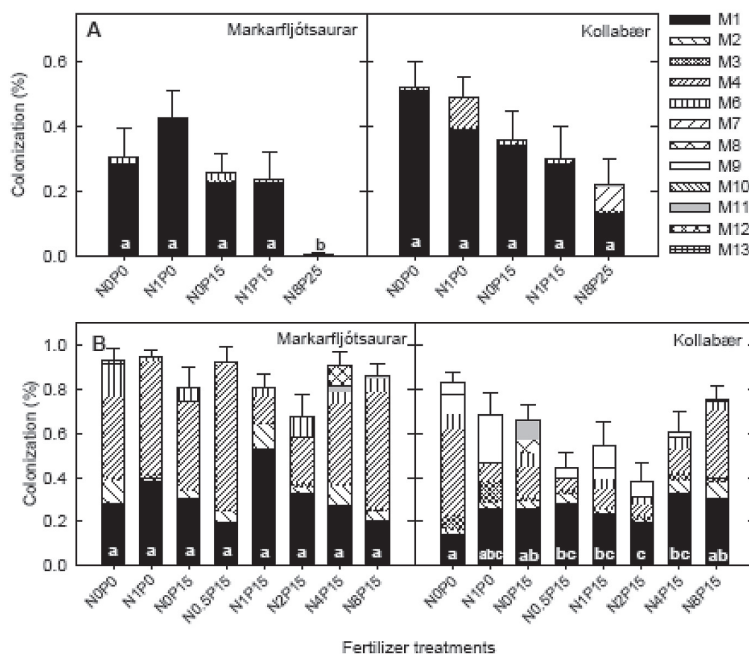 A
Markarfljótsaurar
Kollabær
Colonization (%)
0.6
0.4
0.2
0.0
a
a
a
a
b
a
a
a
a
a
N0P0
N1P0
N0P15
N1P15
N8P25
N0P0
N1P0
N0P15
N1P15
N8P25
M1
M2
M3
M4
M6
M7
M8
M9
M10
M11
M12
M13
B
Markarfljótsaurar
Kollabær
Colonization (%)
1.0
0.8
0.6
0.4
0.2
0.0
a
a
a
a
a
a
a
a
a
abc
ab
bc
bc
c
bc
ab
N0P0
N1P0
N0P15
N0.5P15
N1P15
N2P15
N4P15
N8P15
N0P0
N1P0
N0P15
N0.5P15
N1P15
N2P15
N4P15
N8P15
Fertilizer treatments